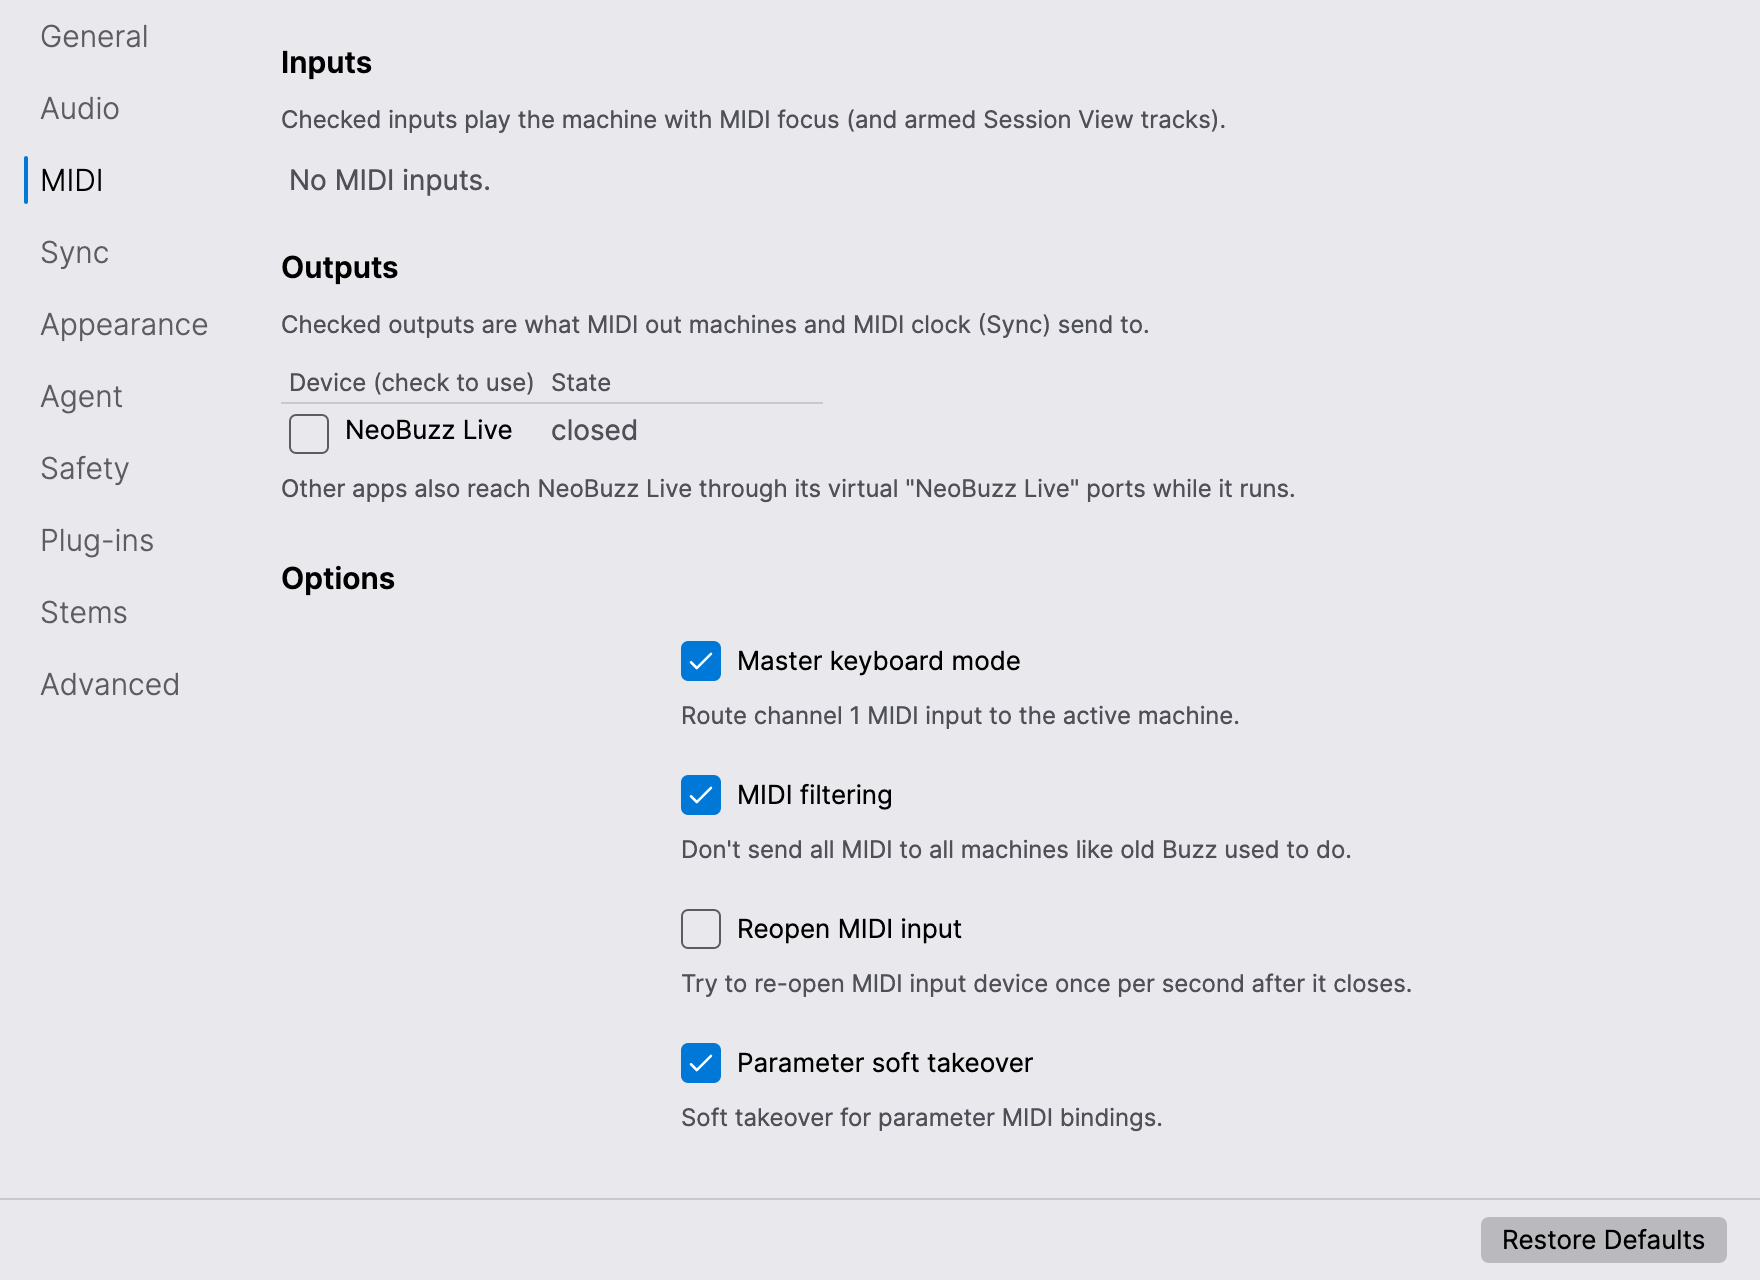 General
Audio
MIDI
Sync
Appearance
Agent
Safety
Plug-ins
Stems
Advanced
Inputs
Checked inputs play the machine with MIDI focus (and armed Session View tracks).
No MIDI inputs.
Outputs
Checked outputs are what MIDI out machines and MIDI clock (Sync) send to.
Device (check to use) State
NeoBuzz Live closed
Other apps also reach NeoBuzz Live through its virtual "NeoBuzz Live" ports while it runs.
Options
Master keyboard mode
Route channel 1 MIDI input to the active machine.
MIDI filtering
Don't send all MIDI to all machines like old Buzz used to do.
Reopen MIDI input
Try to re-open MIDI input device once per second after it closes.
Parameter soft takeover
Soft takeover for parameter MIDI bindings.
Restore Defaults